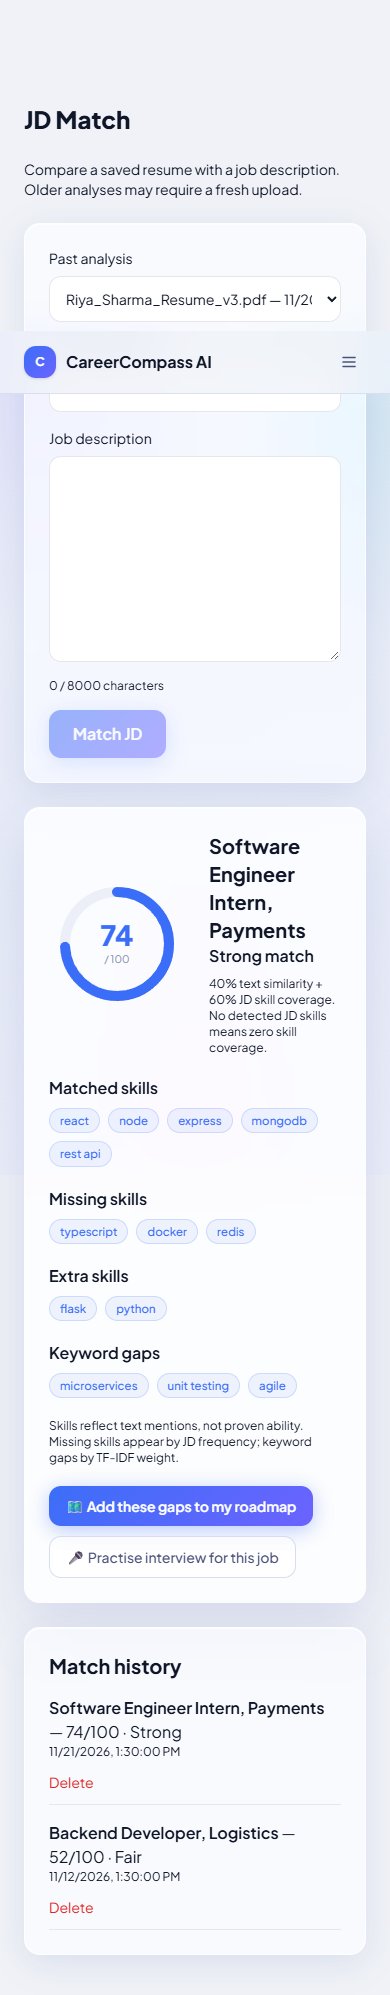 JD Match
Compare a saved resume with a job description.
Older analyses may require a fresh upload.
Past analysis
Riya_Sharma_Resume_v3.pdf — 11/2
C
CareerCompass AI
Job description
0 / 8000 characters
Match JD
74
/ 100
Software
Engineer
Intern,
Payments
Strong match
40% text similarity +
60% JD skill coverage.
No detected JD skills
means zero skill
coverage.
Matched skills
react node express mongodb
rest api
Missing skills
typescript docker redis
Extra skills
flask python
Keyword gaps
microservices unit testing agile
Skills reflect text mentions, not proven ability.
Missing skills appear by JD frequency; keyword
gaps by TF-IDF weight.
Add these gaps to my roadmap
Practise interview for this job
Match history
Software Engineer Intern, Payments
— 74/100 · Strong
11/21/2026, 1:30:00 PM
Delete
Backend Developer, Logistics —
52/100 · Fair
11/12/2026, 1:30:00 PM
Delete